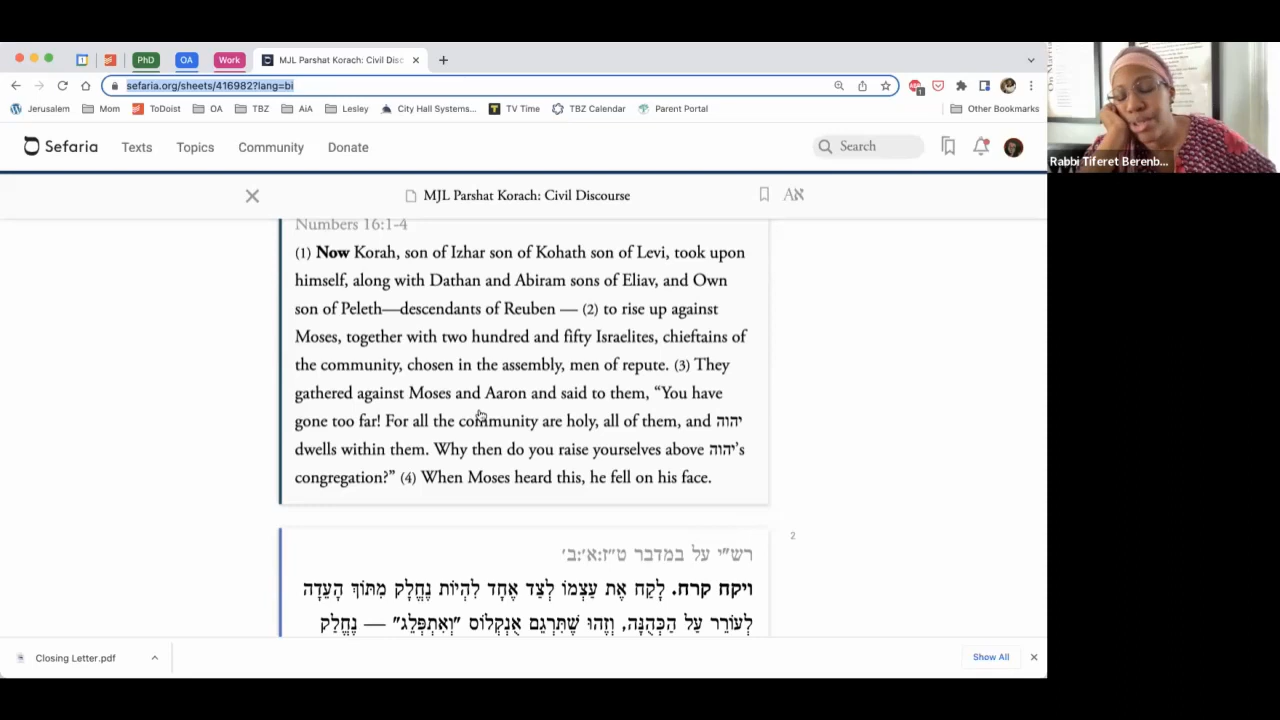 PhD
OA
Work
MJL Parshat Korach: Civil Disc
sefaria.org/sheets/416982?lang=bi
Jerusalem
Mom
ToDoist
OA
TBZ
AiA
Lesley
City Hall Systems...
TV Time
TBZ Calendar
Parent Portal
Other Bookmarks
Sefaria
Texts
Topics
Community
Donate
Search
MJL Parshat Korach: Civil Discourse
Aא
Numbers 16:1-4
(1) Now Korah, son of Izhar son of Kohath son of Levi, took upon
himself, along with Dathan and Abiram sons of Eliav, and Own
son of Peleth—descendants of Reuben — (2) to rise up against
Moses, together with two hundred and fifty Israelites, chieftains of
the community, chosen in the assembly, men of repute. (3) They
gathered against Moses and Aaron and said to them, “You have
gone too far! For all the community are holy, all of them, and יהוה
dwells within them. Why then do you raise yourselves above יהוה’s
congregation?” (4) When Moses heard this, he fell on his face.
2
רש״י על במדבר ט״ז:א׳:ב׳
ויקח קרח. לָקַח אֶת עַצְמוֹ לְצַד אֶחָד לִהְיוֹת נֶחֱלָק מִתּוֹךְ הָעֵדָה
לְעוֹרֵר עַל הַכְּהֻנָּה, וְזֶהוּ שֶׁתִּרְגֵּם אֻנְקְלוֹס "וְאִתְפְּלֵג" — נֶחֱלַק
Closing Letter.pdf
Show All
Rabbi Tiferet Berenb...